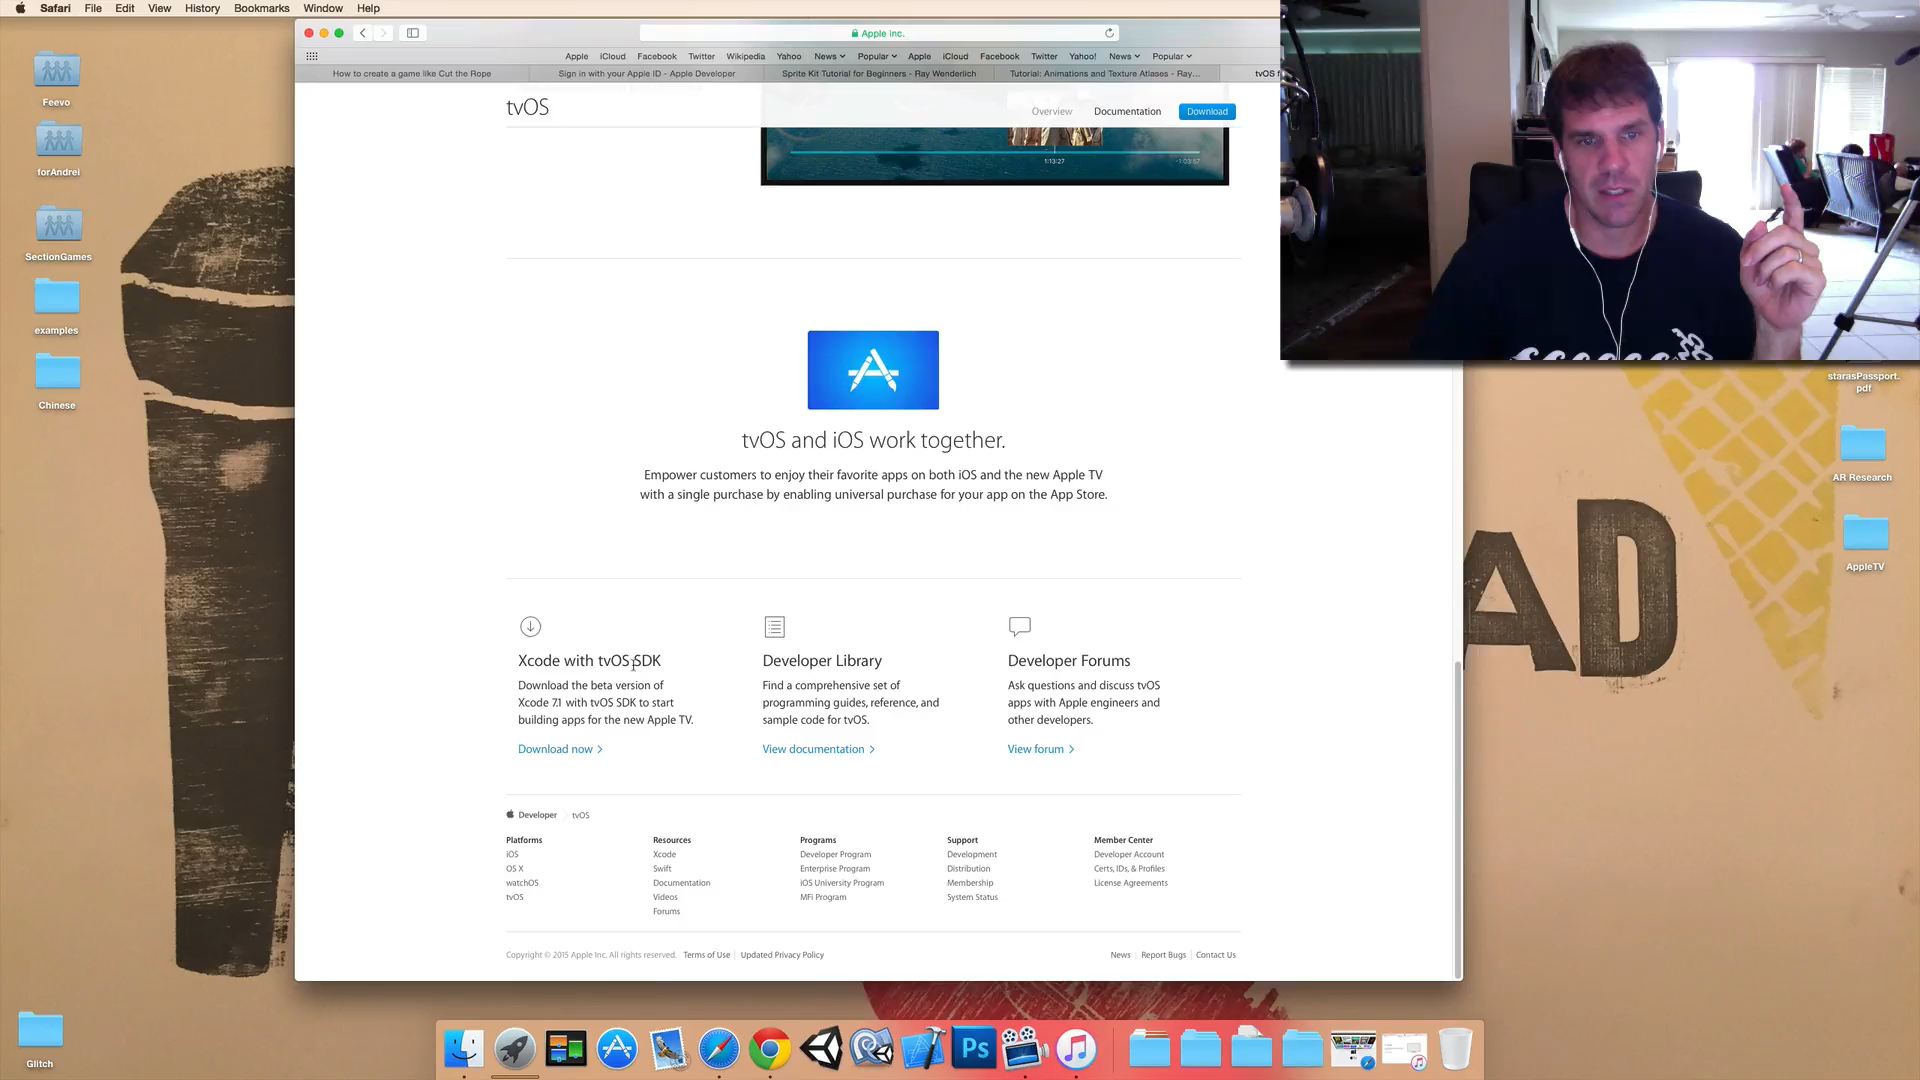 Safari File Edit View History Bookmarks Window Help
Apple Inc.
Apple iCloud Facebook Twitter Wikipedia Yahoo News Popular Apple iCloud Facebook Twitter Yahoo! News Popular
How to create a game like Cut the Rope
Sign in with your Apple ID - Apple Developer
Sprite Kit Tutorial for Beginners - Ray Wenderlich
Tutorial: Animations and Texture Atlases - Ray...
tvOS
Overview Documentation Download
1:13:27
-1:03:57
tvOS and iOS work together.
Empower customers to enjoy their favorite apps on both iOS and the new Apple TV
with a single purchase by enabling universal purchase for your app on the App Store.
Xcode with tvOS SDK
Download the beta version of
Xcode 7.1 with tvOS SDK to start
building apps for the new Apple TV.
Download now >
Developer Library
Find a comprehensive set of
programming guides, reference, and
sample code for tvOS.
View documentation >
Developer Forums
Ask questions and discuss tvOS
apps with Apple engineers and
other developers.
View forum >
Developer tvOS
Platforms
iOS
OS X
watchOS
tvOS
Resources
Xcode
Swift
Documentation
Videos
Forums
Programs
Developer Program
Enterprise Program
iOS University Program
MFi Program
Support
Development
Distribution
Membership
System Status
Member Center
Developer Account
Certs, IDs, & Profiles
License Agreements
Copyright © 2015 Apple Inc. All rights reserved. Terms of Use | Updated Privacy Policy
News | Report Bugs | Contact Us
Feevo
forAndrei
SectionGames
examples
Chinese
Glitch
starasPassport.
pdf
AR Research
AppleTV
AD
Ps